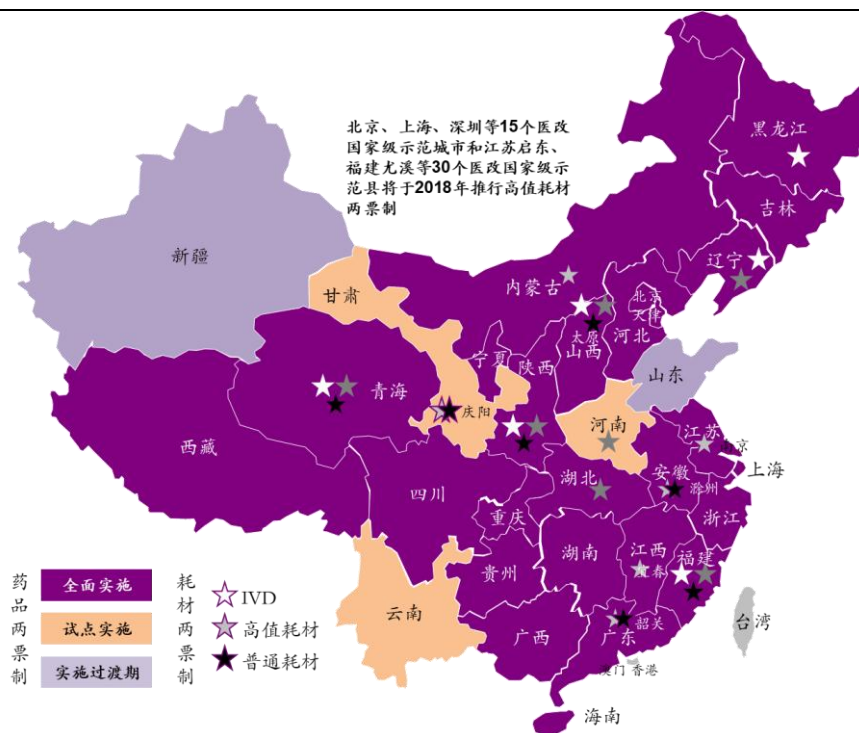 北京、上海、深圳等15个医改
国家级示范城市和江苏启东、
福建尤溪等30个医改国家级示
范县将于2018年推行高值耗材
两票制
黑龙江
吉林
辽宁
新疆
内蒙古
甘肃
北京
天津
河北
太原
山西
宁夏
陕西
山东
青海
庆阳
河南
西藏
江苏
南京
上海
安徽
滁州
湖北
四川
重庆
浙江
湖南
江西
宜春
福建
贵州
云南
广西
广东
韶关
台湾
澳门 香港
海南
药品两票制
全面实施
试点实施
实施过渡期
耗材两票制
IVD
高值耗材
普通耗材